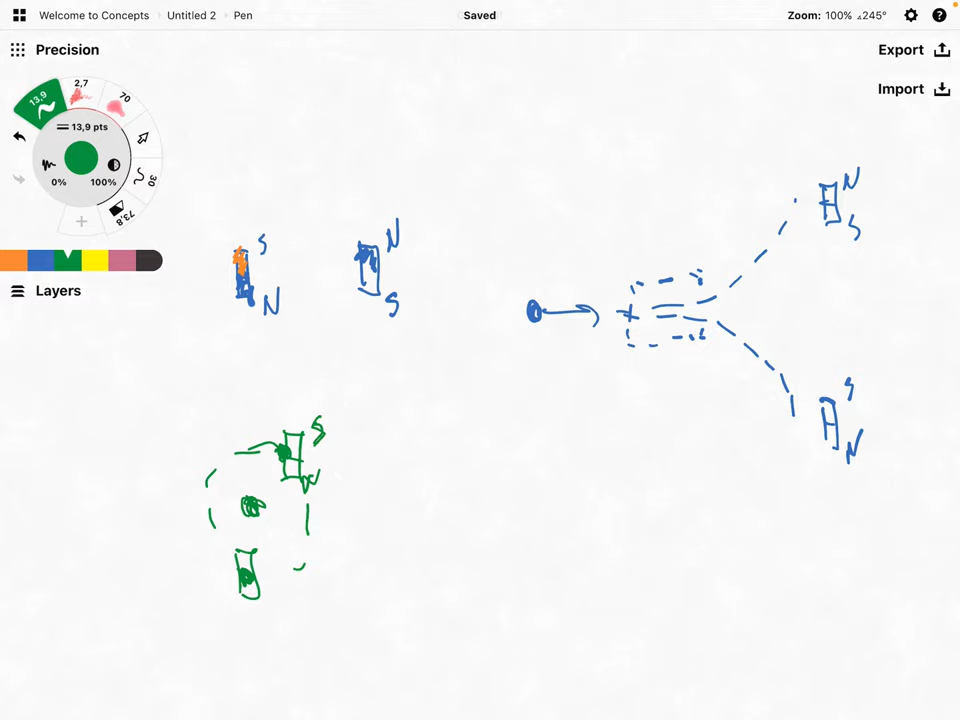 Welcome to Concepts › Untitled 2 › Pen
Saved
Zoom: 100% ⊿245°
Precision
Export
Import
13,9
2,7
70
30
73,8
= 13,9 pts
0% 100%
Layers
S
N
N
S
N
S
+
S
N
S
N